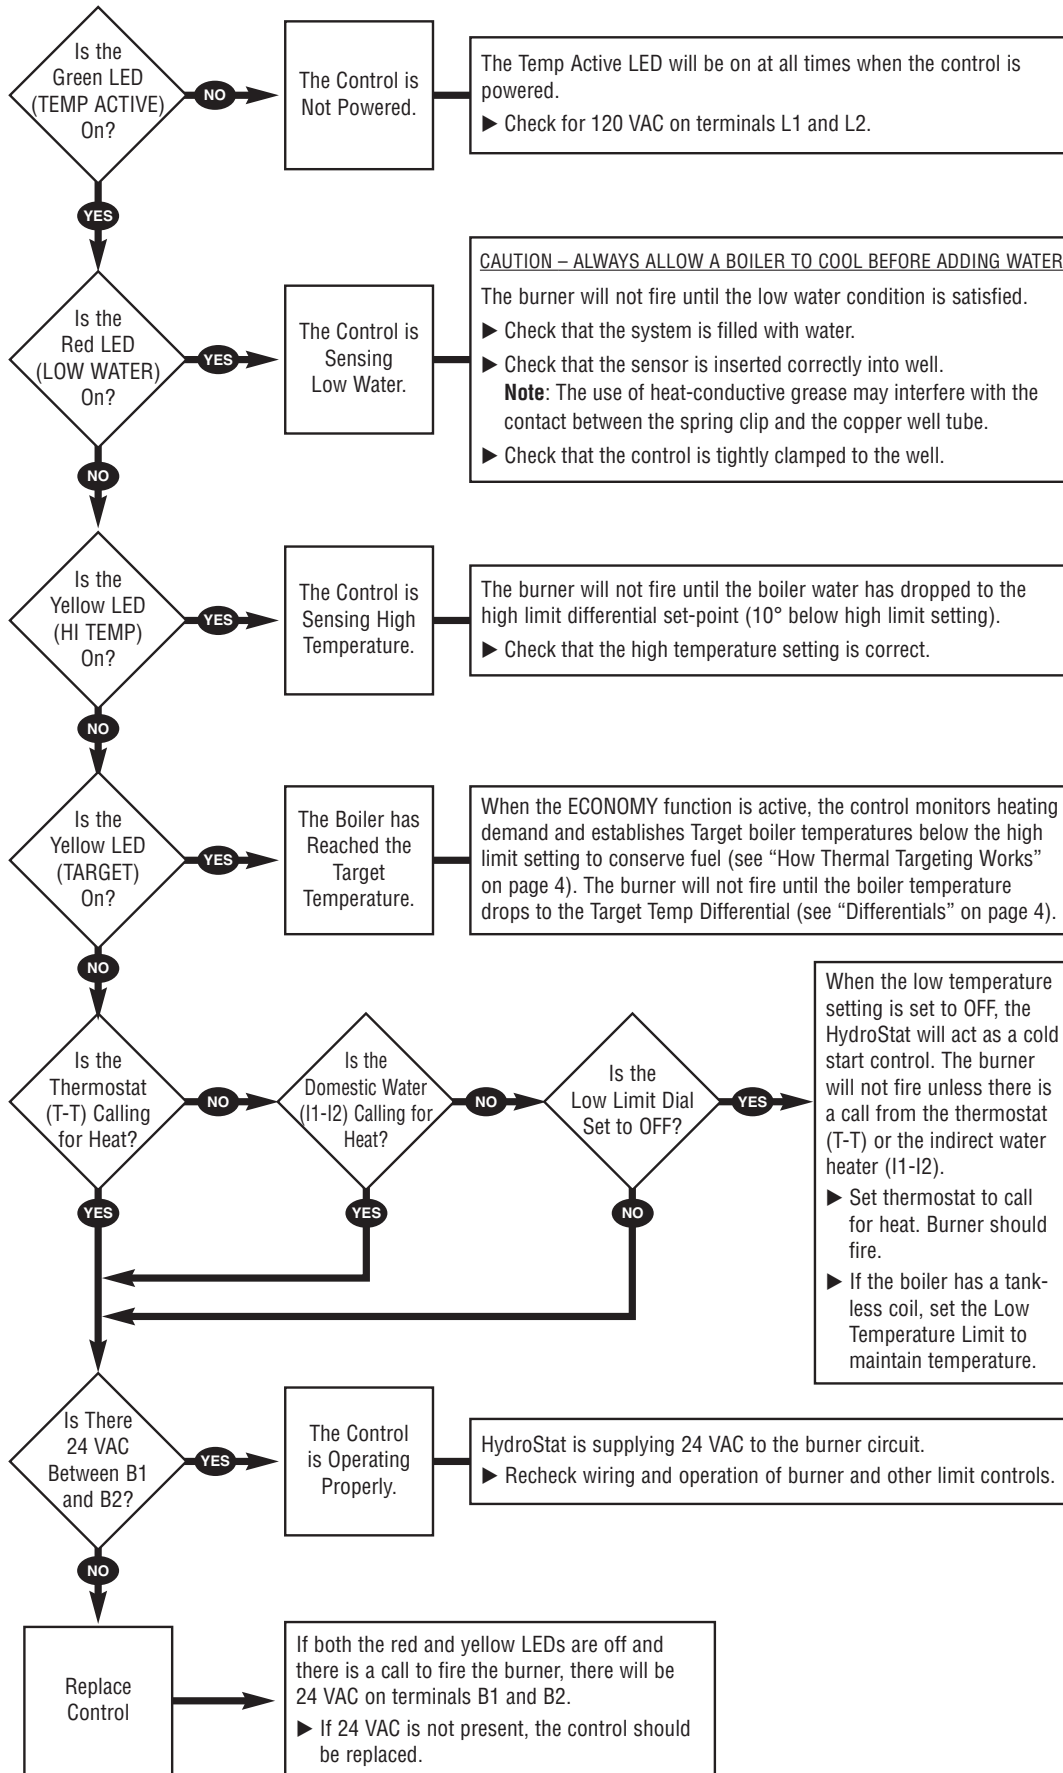 Is the
Green LED
(TEMP ACTIVE)
On?
NO
The Control is
Not Powered.
The Temp Active LED will be on at all times when the control is
powered.
▶ Check for 120 VAC on terminals L1 and L2.
YES
Is the
Red LED
(LOW WATER)
On?
YES
The Control is
Sensing
Low Water.
CAUTION – ALWAYS ALLOW A BOILER TO COOL BEFORE ADDING WATER
The burner will not fire until the low water condition is satisfied.
▶ Check that the system is filled with water.
▶ Check that the sensor is inserted correctly into well.
Note: The use of heat-conductive grease may interfere with the
contact between the spring clip and the copper well tube.
▶ Check that the control is tightly clamped to the well.
NO
Is the
Yellow LED
(HI TEMP)
On?
YES
The Control is
Sensing High
Temperature.
The burner will not fire until the boiler water has dropped to the
high limit differential set-point (10° below high limit setting).
▶ Check that the high temperature setting is correct.
NO
Is the
Yellow LED
(TARGET)
On?
YES
The Boiler has
Reached the
Target
Temperature.
When the ECONOMY function is active, the control monitors heating
demand and establishes Target boiler temperatures below the high
limit setting to conserve fuel (see “How Thermal Targeting Works”
on page 4). The burner will not fire until the boiler temperature
drops to the Target Temp Differential (see “Differentials” on page 4).
NO
Is the
Thermostat
(T-T) Calling
for Heat?
NO
Is the
Domestic Water
(I1-I2) Calling for
Heat?
NO
Is the
Low Limit Dial
Set to OFF?
YES
When the low temperature
setting is set to OFF, the
HydroStat will act as a cold
start control. The burner
will not fire unless there is
a call from the thermostat
(T-T) or the indirect water
heater (I1-I2).
▶ Set thermostat to call
for heat. Burner should
fire.
▶ If the boiler has a tank-
less coil, set the Low
Temperature Limit to
maintain temperature.
YES
YES
NO
Is There
24 VAC
Between B1
and B2?
YES
The Control
is Operating
Properly.
HydroStat is supplying 24 VAC to the burner circuit.
▶ Recheck wiring and operation of burner and other limit controls.
NO
Replace
Control
If both the red and yellow LEDs are off and
there is a call to fire the burner, there will be
24 VAC on terminals B1 and B2.
▶ If 24 VAC is not present, the control should
be replaced.